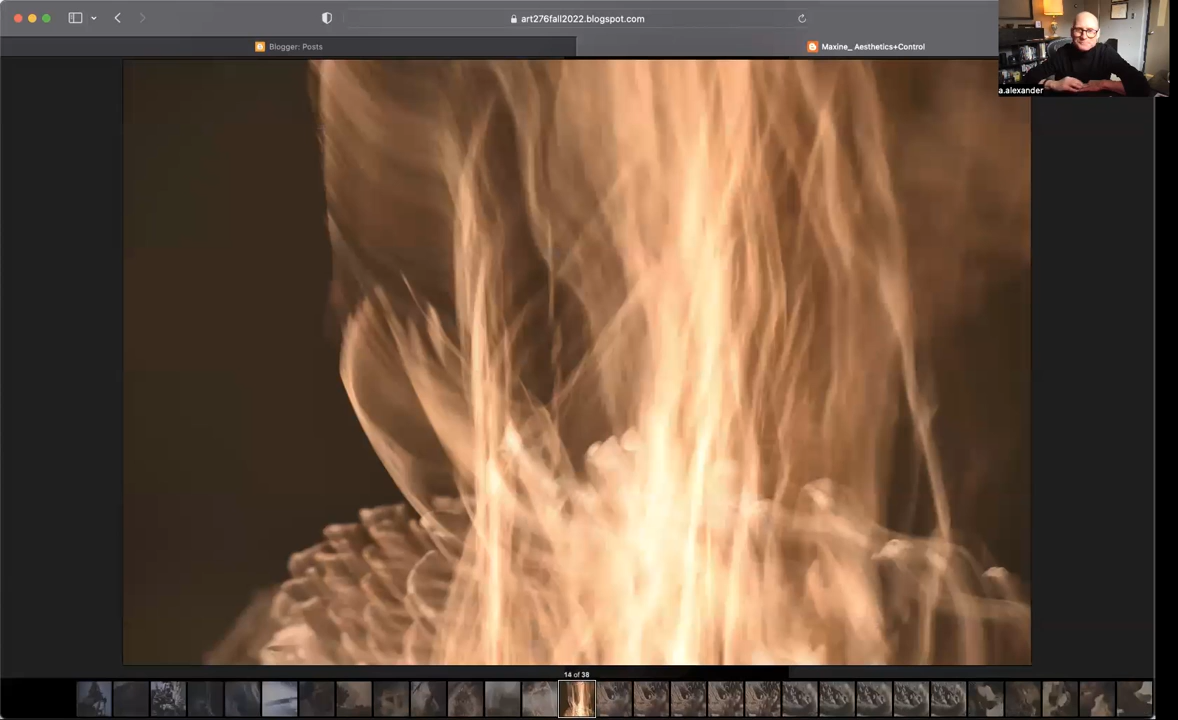 art276fall2022.blogspot.com
Blogger: Posts
Maxine_ Aesthetics+Control
a.alexander
14 of 38